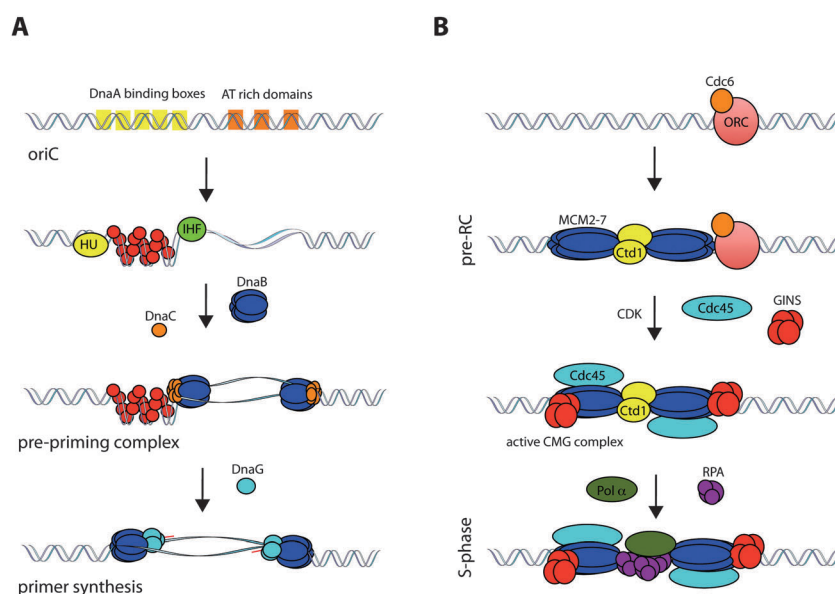 A
DnaA binding boxes
AT rich domains
oriC
HU
IHF
DnaB
DnaC
pre-priming complex
DnaG
primer synthesis
B
Cdc6
ORC
pre-RC
MCM2-7
Ctd1
CDK
Cdc45
GINS
Cdc45
Ctd1
active CMG complex
Pol α
RPA
S-phase